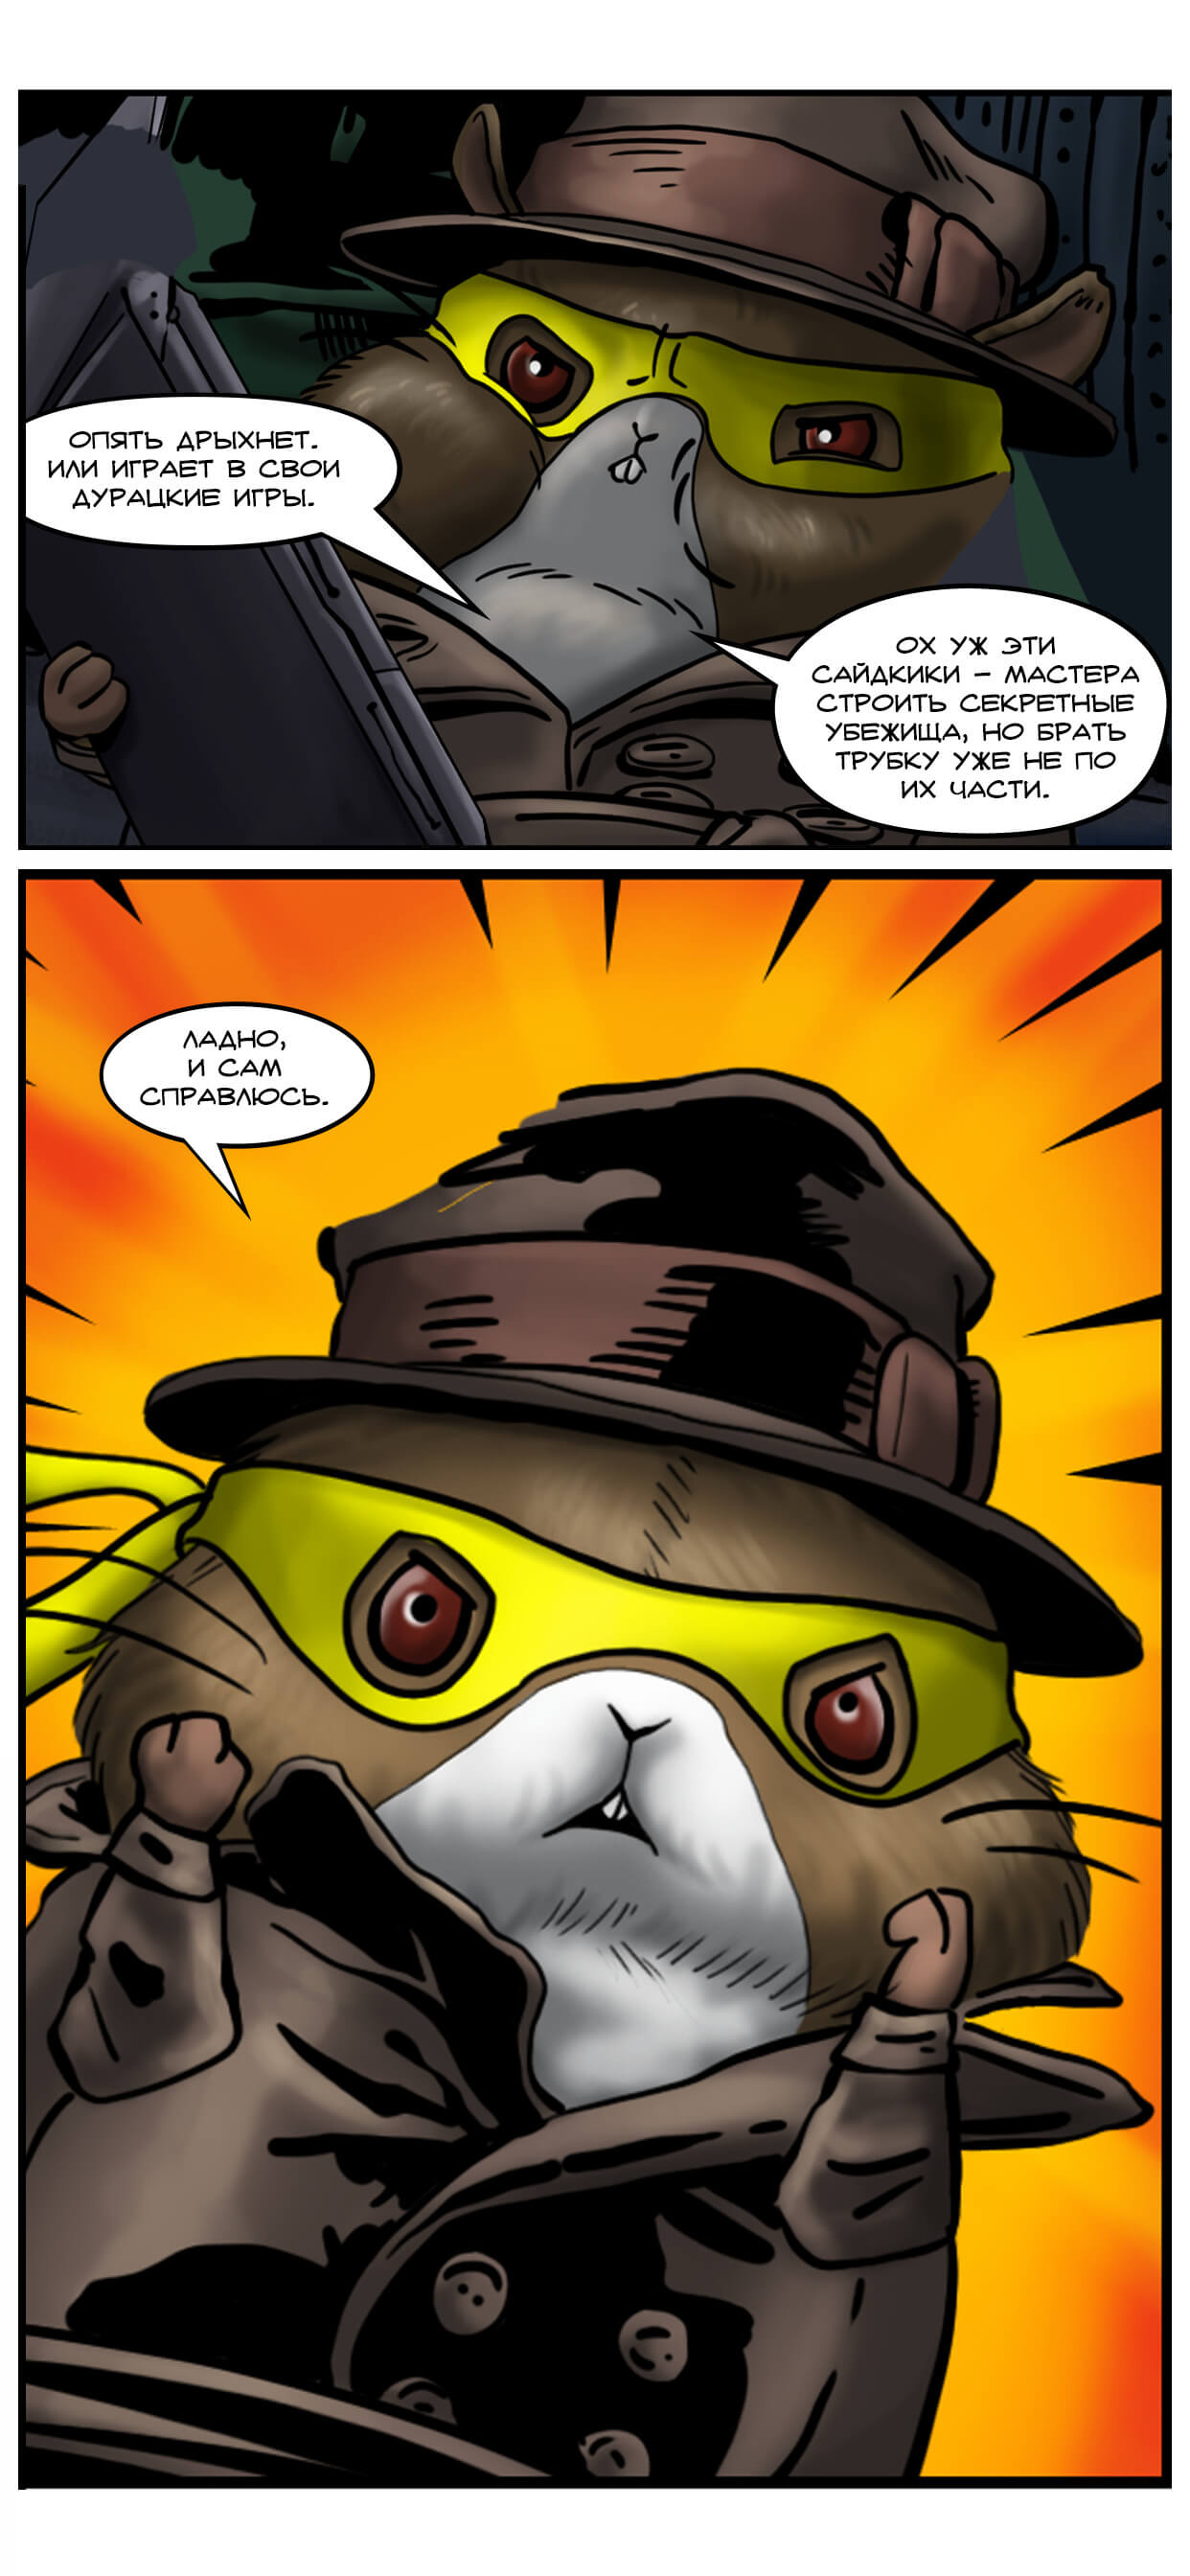 ОПЯТЬ ДРЫХНЕТ.
ИЛИ ИГРАЕТ В СВОИ
ДУРАЦКИЕ ИГРЫ.
ОХ УЖ ЭТИ
САЙДКИКИ – МАСТЕРА
СТРОИТЬ СЕКРЕТНЫЕ
УБЕЖИЩА, НО БРАТЬ
ТРУБКУ УЖЕ НЕ ПО
ИХ ЧАСТИ.
ЛАДНО,
И САМ
СПРАВЛЮСЬ.